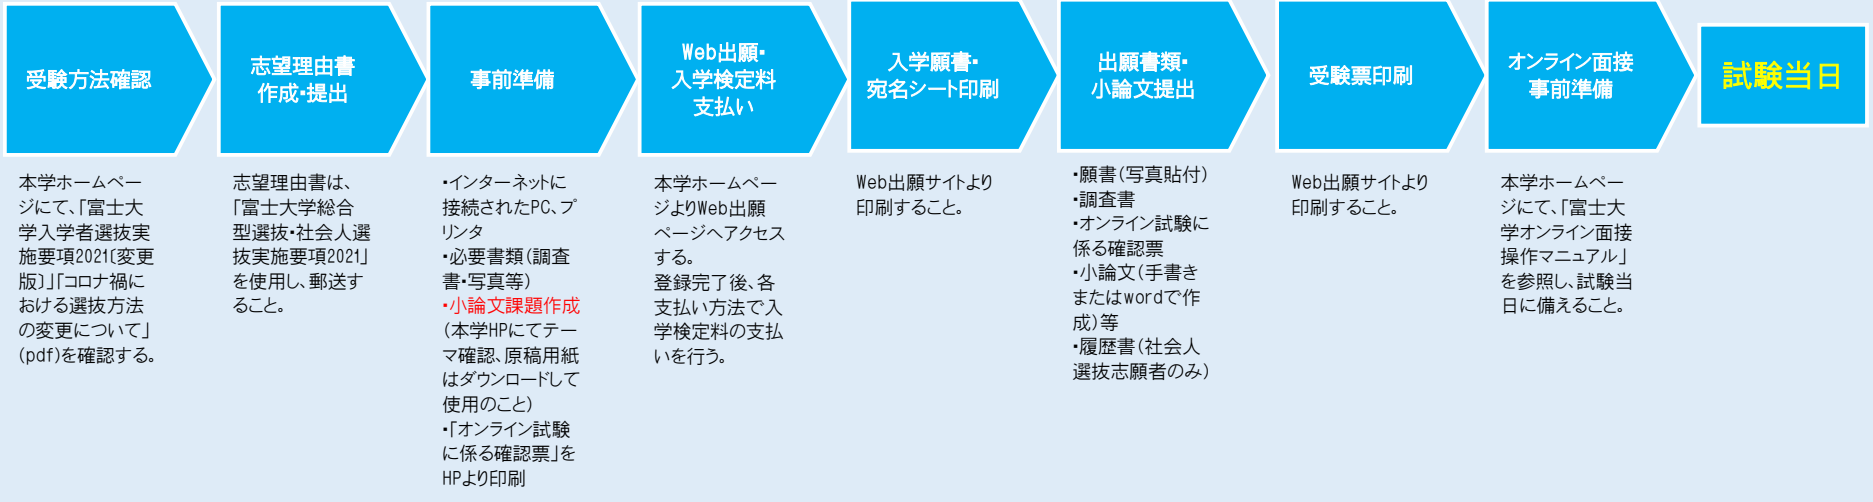 受験方法確認
志望理由書
作成・提出
事前準備
Web出願・
入学検定料
支払い
入学願書・
宛名シート印刷
出願書類・
小論文提出
受験票印刷
オンライン面接
事前準備
試験当日
本学ホームペー
ジにて、「富士大
学入学者選抜実
施要項2021〔変更
版〕」「コロナ禍に
おける選抜方法
の変更について」
(pdf)を確認する。
志望理由書は、
「富士大学総合
型選抜・社会人選
抜実施要項2021」
を使用し、郵送す
ること。
・インターネットに
接続されたPC、プ
リンタ
・必要書類（調査
書・写真等）
・小論文課題作成
（本学HPにてテー
マ確認、原稿用紙
はダウンロードして
使用のこと）
・「オンライン試験
に係る確認票」を
HPより印刷
本学ホームペー
ジよりWeb出願
ページへアクセス
する。
登録完了後、各
支払い方法で入
学検定料の支払
いを行う。
Web出願サイトより
印刷すること。
・願書（写真貼付）
・調査書
・オンライン試験に
係る確認票
・小論文（手書き
またはwordで作
成）等
・履歴書（社会人
選抜志願者のみ）
Web出願サイトより
印刷すること。
本学ホームペー
ジにて、「富士大
学オンライン面接
操作マニュアル」
を参照し、試験当
日に備えること。